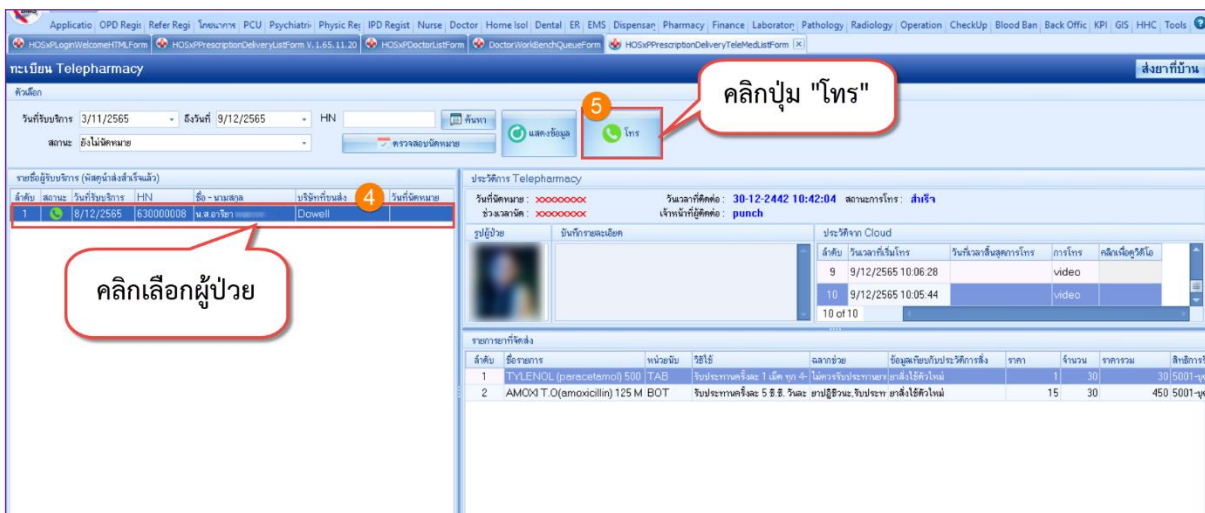 Applicatio OPD Regis Refer Regi โภชนาการ PCU Psychiatri Physic Rec IPD Regist Nurse Doctor Home Isol Dental ER EMS Dispensary Pharmacy Finance Laborator Pathology Radiology Operation CheckUp Blood Ban Back Offic KPI GIS HHC Tools
HOSxPLoginWelcomeHTMLForm HOSxPPrescriptionDeliveryListForm V.1.65.11.20 HOSxPDoctorListForm DoctorWorkBenchQueueForm HOSxPPrescriptionDeliveryTeleMedListForm
ทะเบียน Telepharmacy ส่งยาที่บ้าน
ตัวเลือก
คลิกปุ่ม "โทร"
5
วันที่รับบริการ 3/11/2565 ถึงวันที่ 9/12/2565 HN ค้นหา
แสดงข้อมูล โทร
สถานะ ยังไม่นัดหมาย ตรวจสอบนัดหมาย
รายชื่อผู้รับบริการ (พัสดุนำส่งสำเร็จแล้ว)
ลำดับ สถานะ วันที่รับบริการ HN ชื่อ - นามสกุล บริษัทที่ขนส่ง 4 วันที่นัดหมาย
1 8/12/2565 630000008 น.ส.อาริยา Dowell
คลิกเลือกผู้ป่วย
ประวัติการ Telepharmacy
วันที่นัดหมาย : xxxxxxxx วันเวลาที่ติดต่อ : 30-12-2442 10:42:04 สถานะการโทร : สำเร็จ
ช่วงเวลานัด : xxxxxxxx เจ้าหน้าที่ผู้ติดต่อ : punch
รูปผู้ป่วย บันทึกรายละเอียด ประวัติจาก Cloud
ลำดับ วันเวลาที่เริ่มโทร วันที่เวลาสิ้นสุดการโทร การโทร คลิกเพื่อดูวิดีโอ
9 9/12/2565 10:06:28 video
10 9/12/2565 10:05:44 video
10 of 10
รายการยาที่จัดส่ง
ลำดับ ชื่อรายการ หน่วยนับ วิธีใช้ ฉลากช่วย ข้อมูลเทียบกับประวัติการสั่ง ราคา จำนวน ราคารวม สิทธิการรั
1 TYLENOL (paracetamol) 500 TAB รับประทานครั้งละ 1 เม็ด ทุก 4- ไม่ควรรับประทานยา ยาสั่งใช้ตัวใหม่ 1 30 30 5001-บุ
2 AMOXI T.O(amoxicillin) 125 M BOT รับประทานครั้งละ 5 ซี.ซี. วันละ ยาปฏิชีวนะ,รับประท ยาสั่งใช้ตัวใหม่ 15 30 450 5001-บุ